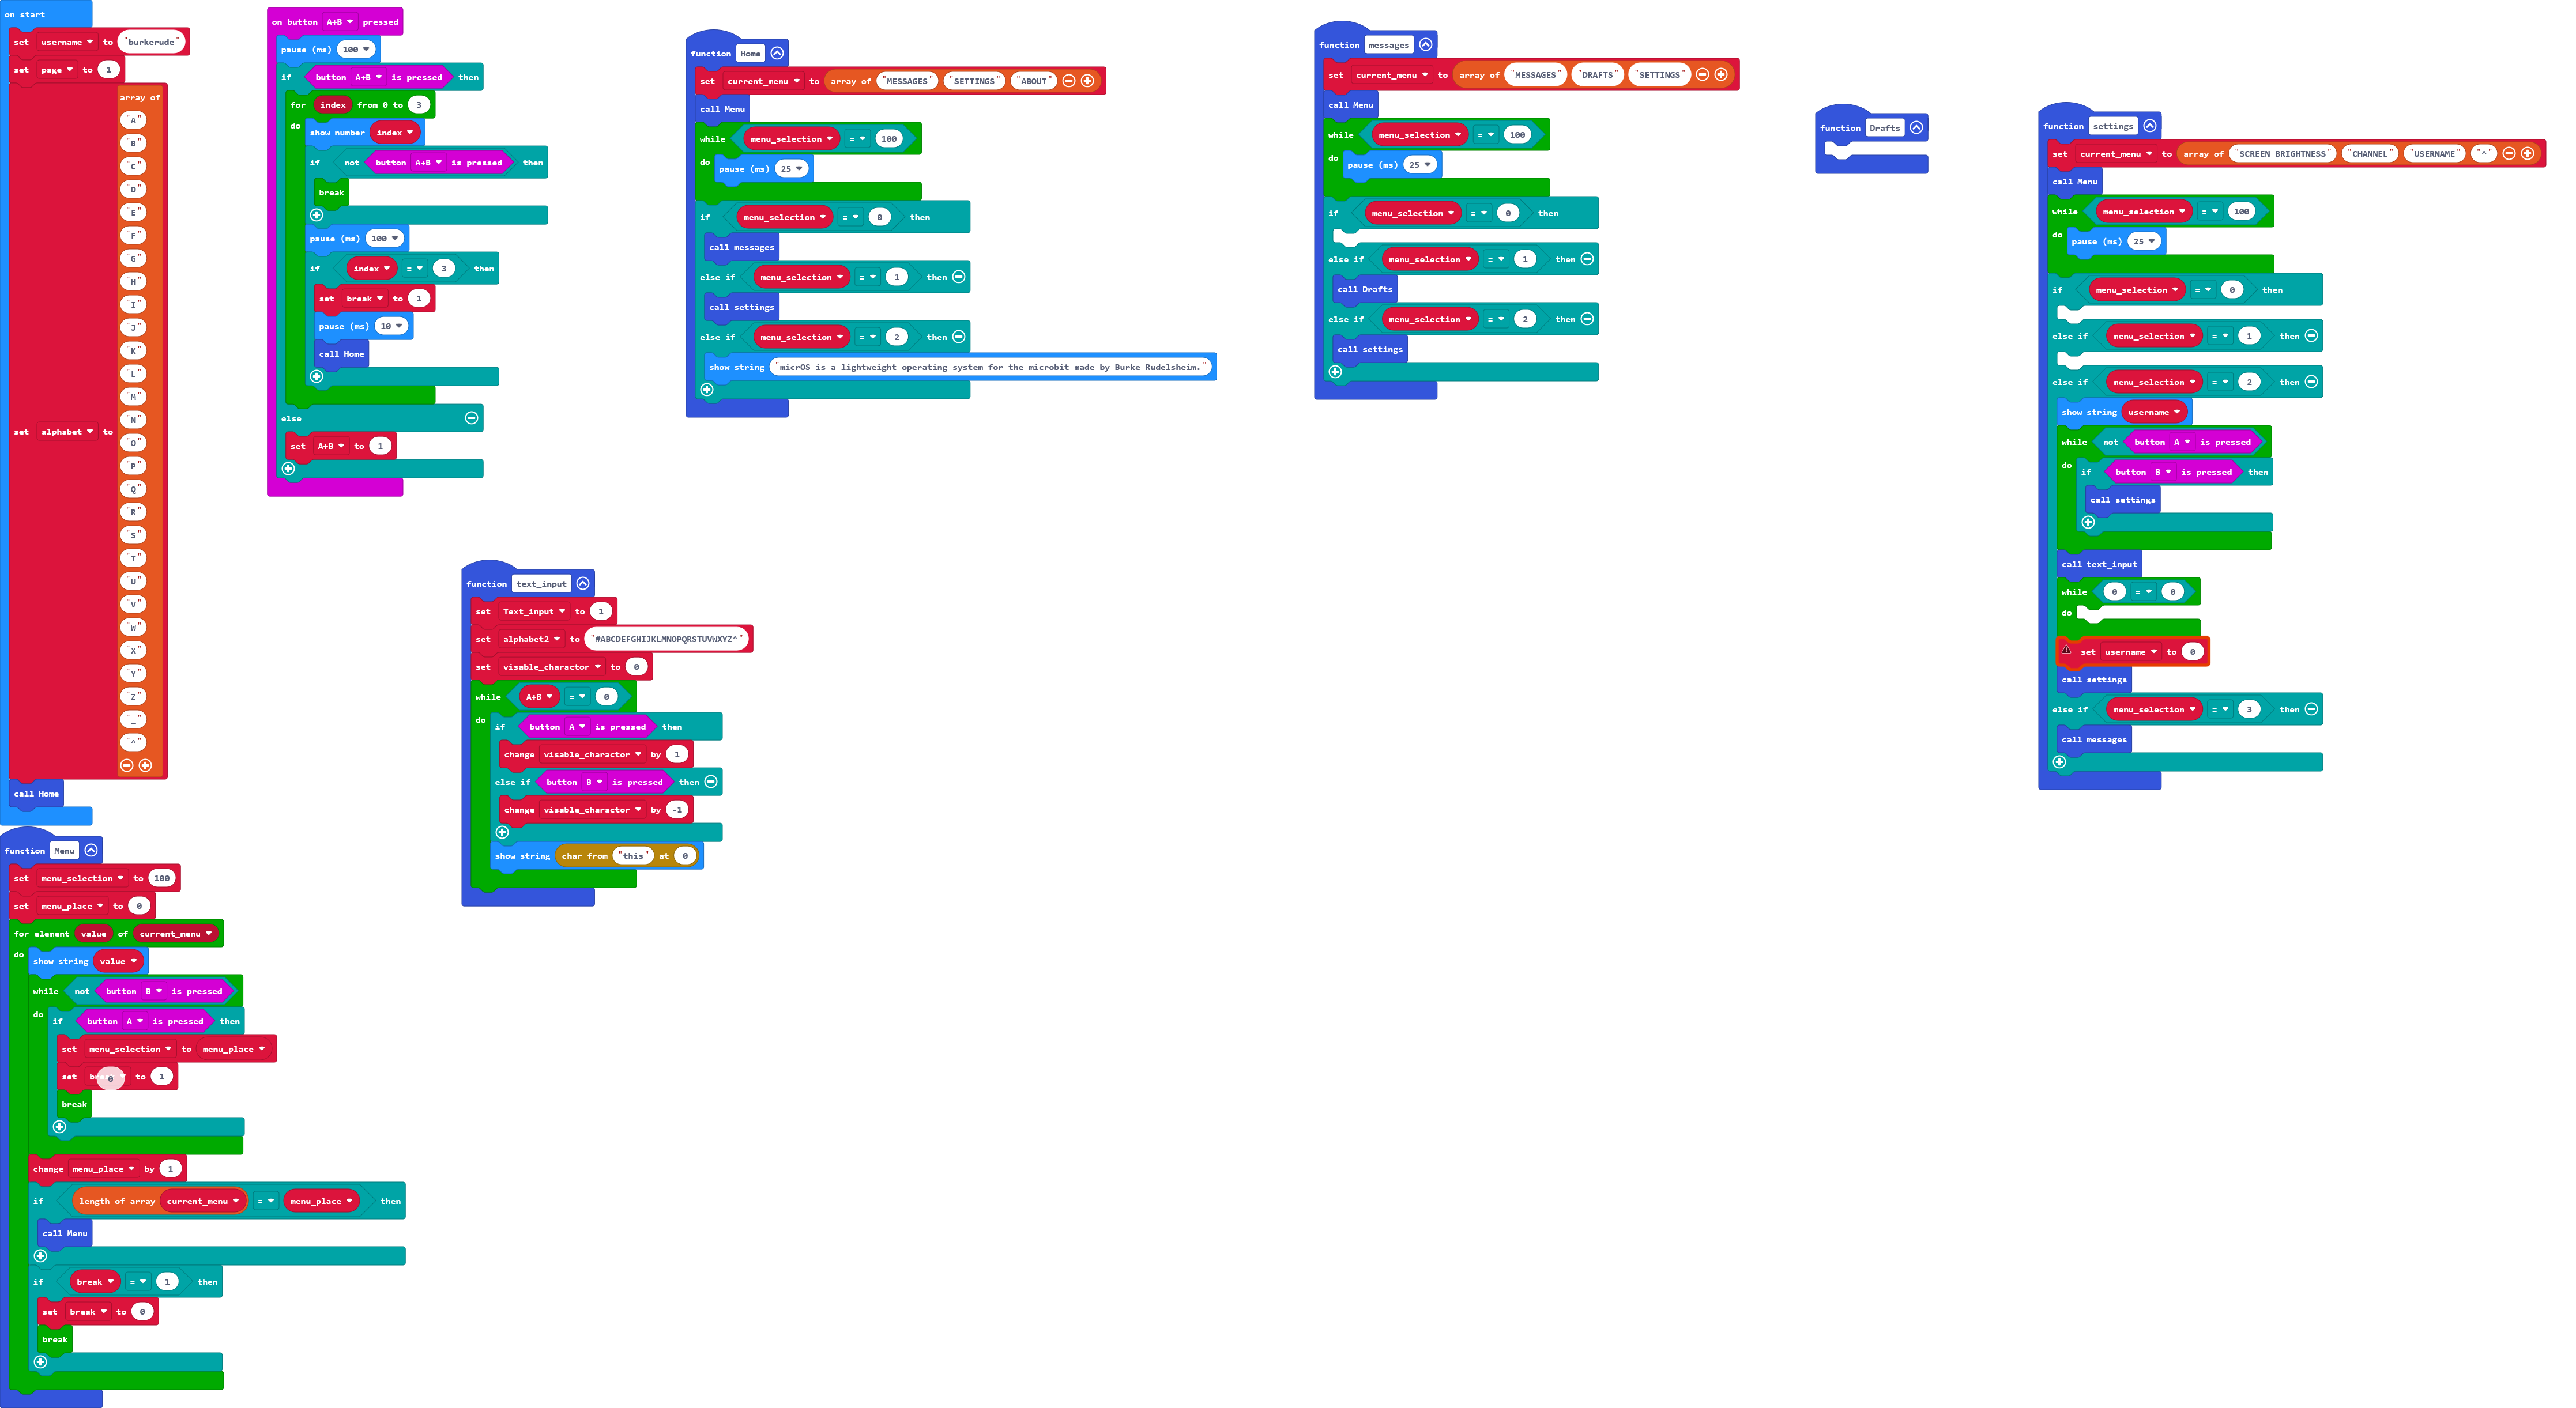 on start
set username to "burkerude"
set page to 1
set alphabet to array of
"A"
"B"
"C"
"D"
"E"
"F"
"G"
"H"
"I"
"J"
"K"
"L"
"M"
"N"
"O"
"P"
"Q"
"R"
"S"
"T"
"U"
"V"
"W"
"X"
"Y"
"Z"
"_"
"^"
call Home
function Menu
set menu_selection to 100
set menu_place to 0
for element value of current_menu
do show string value
while not button B is pressed
do if button A is pressed then
set menu_selection to menu_place
set break to 1
0
break
change menu_place by 1
if length of array current_menu = menu_place then
call Menu
if break = 1 then
set break to 0
break
on button A+B pressed
pause (ms) 100
if button A+B is pressed then
for index from 0 to 3
do show number index
if not button A+B is pressed then
break
pause (ms) 100
if index = 3 then
set break to 1
pause (ms) 10
call Home
else
set A+B to 1
function text_input
set Text_input to 1
set alphabet2 to "#ABCDEFGHIJKLMNOPQRSTUVWXYZ^"
set visable_charactor to 0
while A+B = 0
do if button A is pressed then
change visable_charactor by 1
else if button B is pressed then
change visable_charactor by -1
show string char from "this" at 0
function Home
set current_menu to array of "MESSAGES" "SETTINGS" "ABOUT"
call Menu
while menu_selection = 100
do pause (ms) 25
if menu_selection = 0 then
call messages
else if menu_selection = 1 then
call settings
else if menu_selection = 2 then
show string "micrOS is a lightweight operating system for the microbit made by Burke Rudelsheim."
function messages
set current_menu to array of "MESSAGES" "DRAFTS" "SETTINGS"
call Menu
while menu_selection = 100
do pause (ms) 25
if menu_selection = 0 then
else if menu_selection = 1 then
call Drafts
else if menu_selection = 2 then
call settings
function Drafts
function settings
set current_menu to array of "SCREEN BRIGHTNESS" "CHANNEL" "USERNAME" "^"
call Menu
while menu_selection = 100
do pause (ms) 25
if menu_selection = 0 then
else if menu_selection = 1 then
else if menu_selection = 2 then
show string username
while not button A is pressed
do if button B is pressed then
call settings
call text_input
while 0 = 0
do
set username to 0
call settings
else if menu_selection = 3 then
call messages